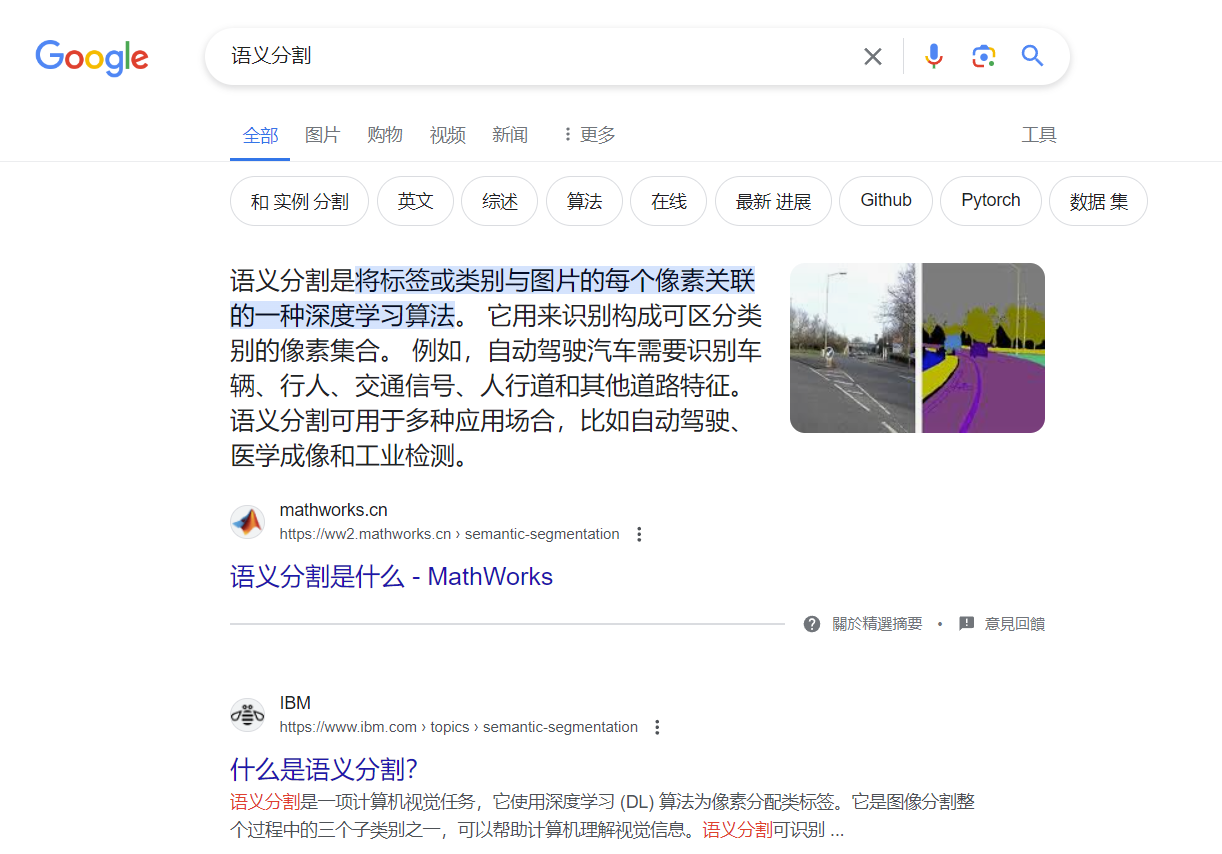 Google
语义分割
全部 图片 购物 视频 新闻 更多 工具
和 实例 分割 英文 综述 算法 在线 最新 进展 Github Pytorch 数据 集
语义分割是将标签或类别与图片的每个像素关联
的一种深度学习算法。 它用来识别构成可区分类
别的像素集合。 例如，自动驾驶汽车需要识别车
辆、行人、交通信号、人行道和其他道路特征。
语义分割可用于多种应用场合，比如自动驾驶、
医学成像和工业检测。
mathworks.cn
https://ww2.mathworks.cn › semantic-segmentation
语义分割是什么 - MathWorks
關於精選摘要 • 意見回饋
IBM
https://www.ibm.com › topics › semantic-segmentation
什么是语义分割？
语义分割是一项计算机视觉任务，它使用深度学习 (DL) 算法为像素分配类标签。它是图像分割整
个过程中的三个子类别之一，可以帮助计算机理解视觉信息。语义分割可识别 ...